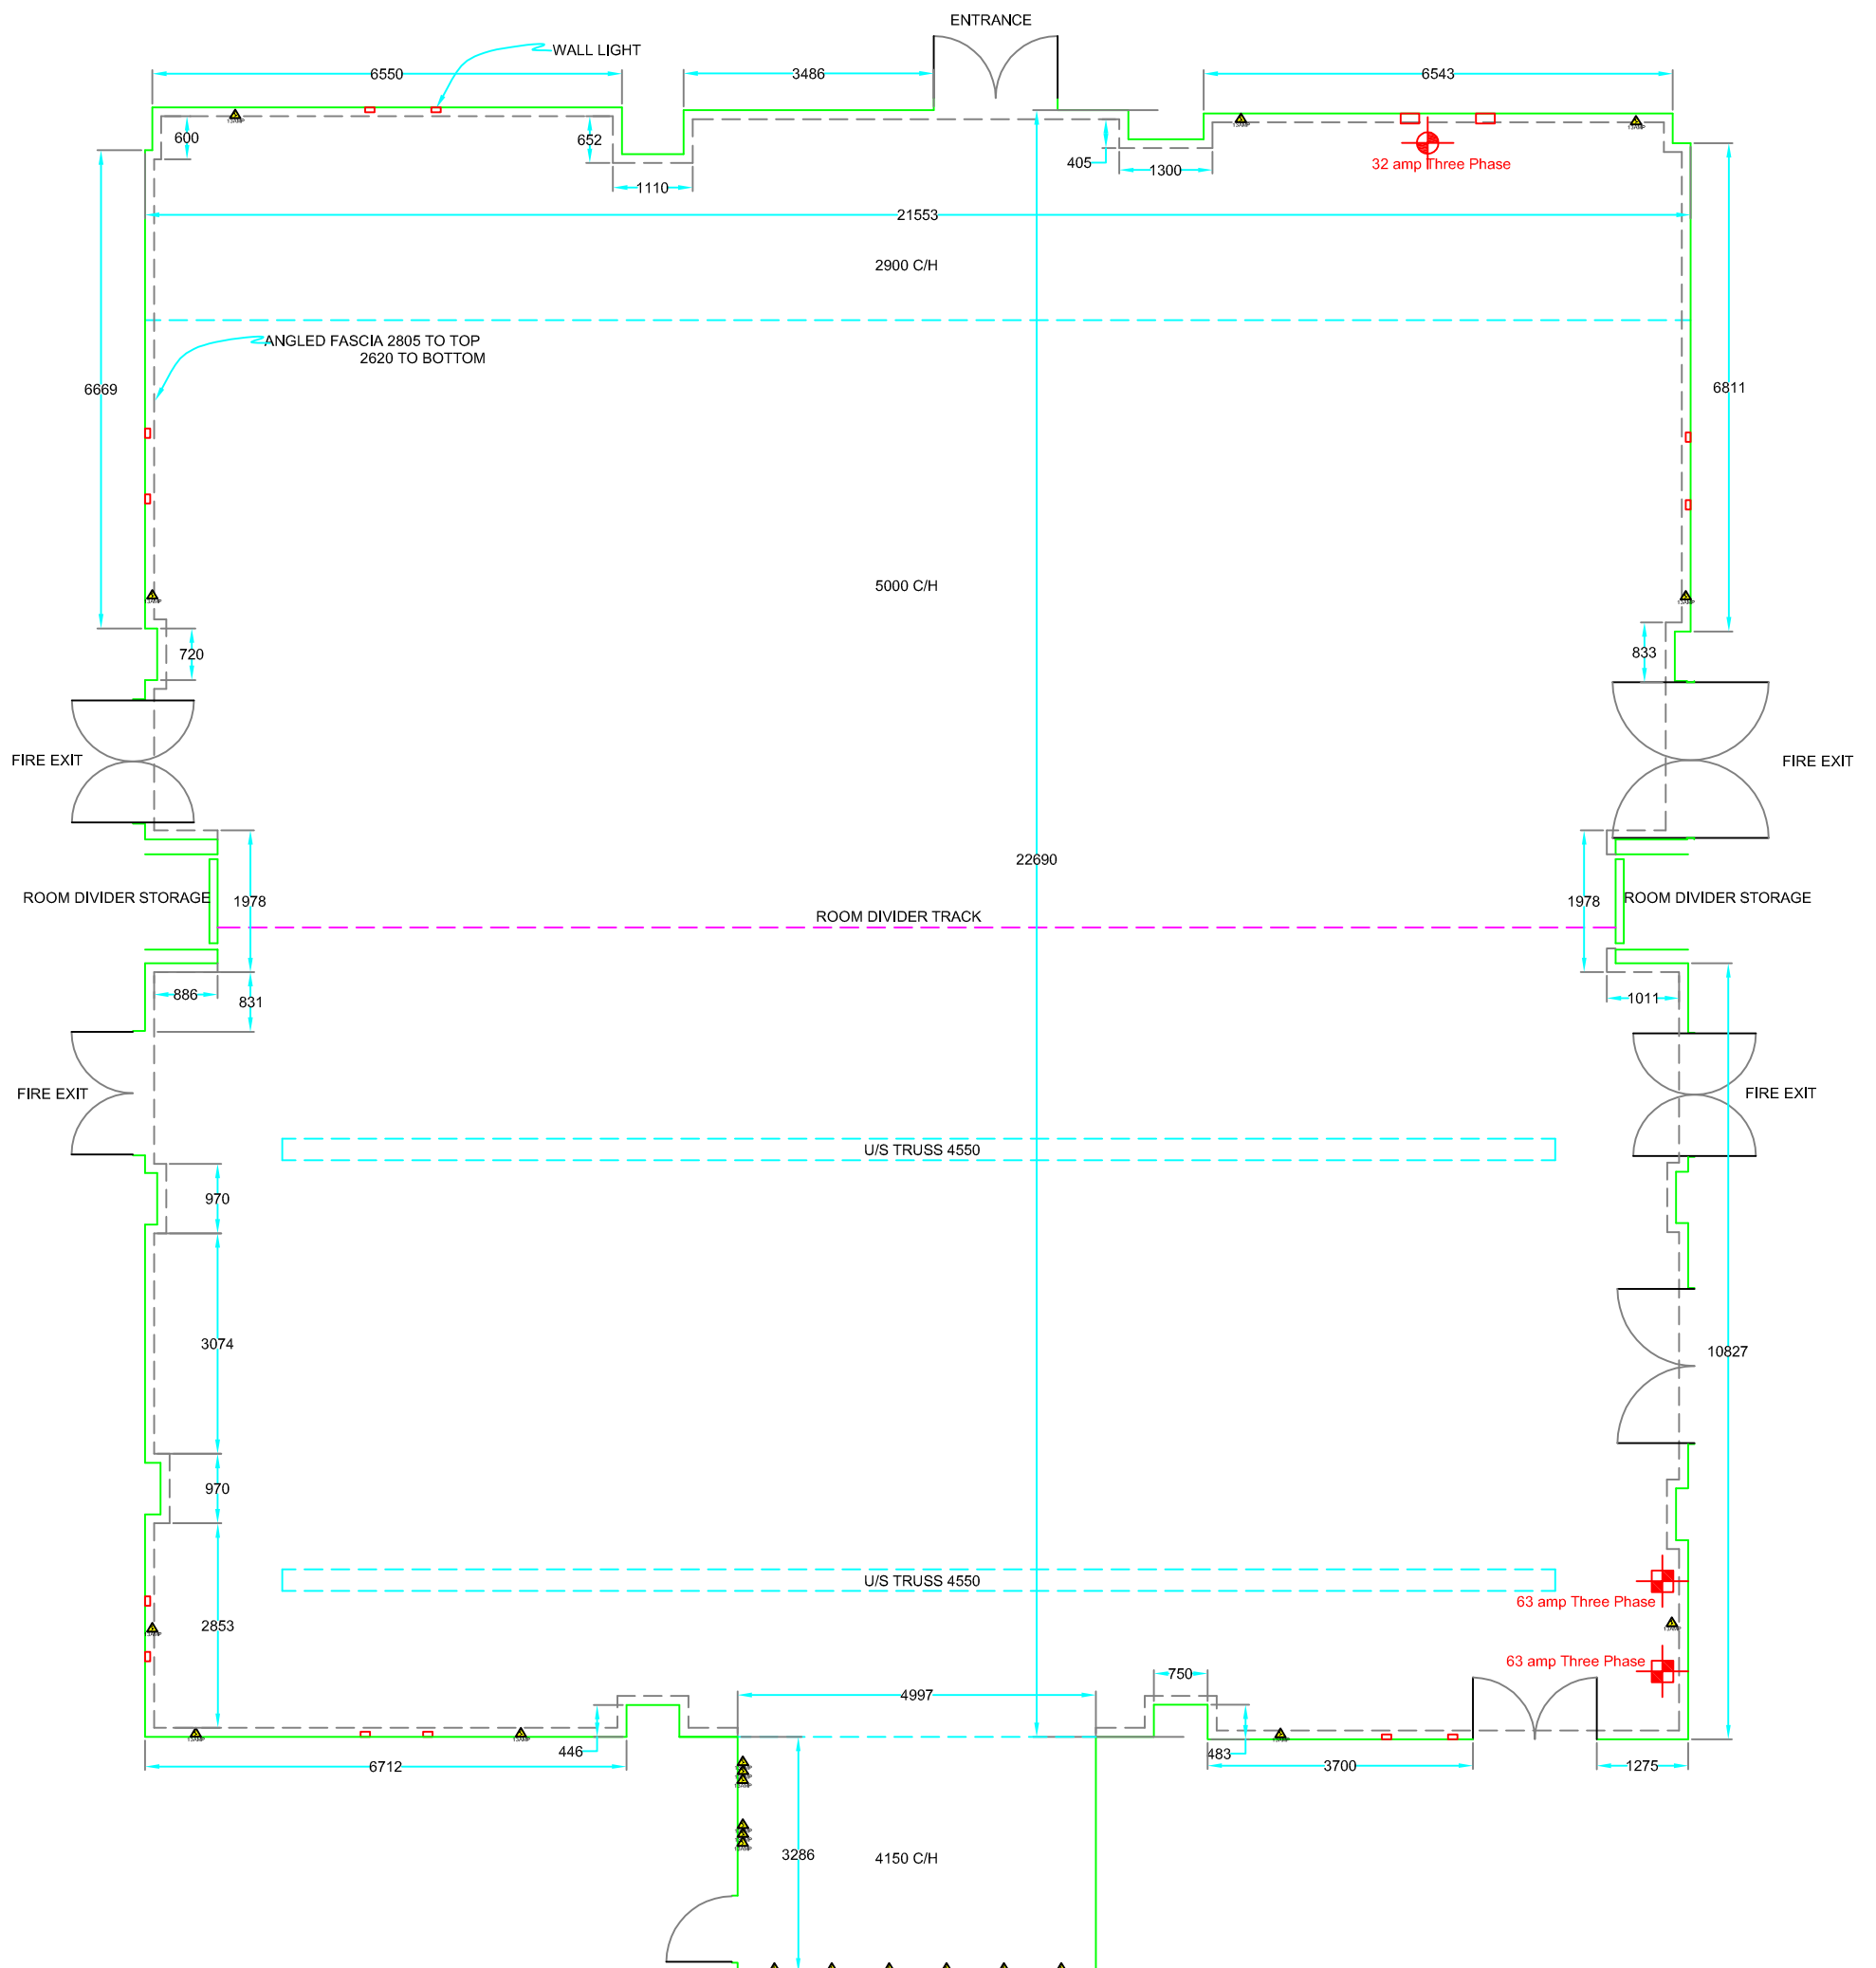 ENTRANCE
WALL LIGHT
6550
3486
6543
600
652
405
1110
1300
32 amp Three Phase
21553
2900 C/H
ANGLED FASCIA 2805 TO TOP
2620 TO BOTTOM
6669
6811
5000 C/H
720
833
FIRE EXIT
FIRE EXIT
22690
ROOM DIVIDER STORAGE
1978
ROOM DIVIDER TRACK
1978
ROOM DIVIDER STORAGE
886
831
1011
FIRE EXIT
FIRE EXIT
U/S TRUSS 4550
970
3074
10827
970
U/S TRUSS 4550
63 amp Three Phase
2853
63 amp Three Phase
750
4997
446
483
6712
3700
1275
3286
4150 C/H